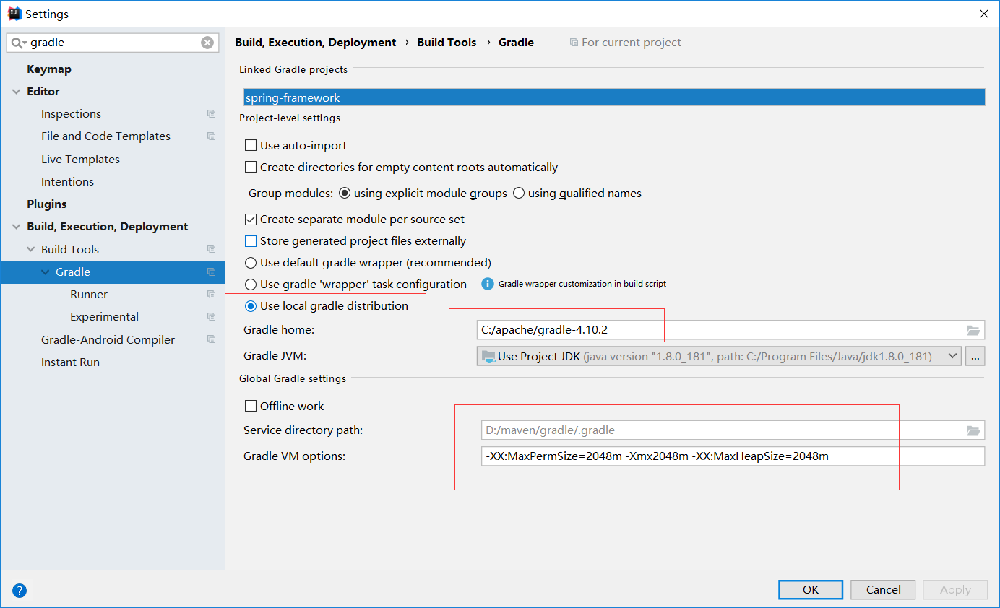 Settings
gradle
Keymap
Editor
Inspections
File and Code Templates
Live Templates
Intentions
Plugins
Build, Execution, Deployment
Build Tools
Gradle
Runner
Experimental
Gradle-Android Compiler
Instant Run
Build, Execution, Deployment › Build Tools › Gradle For current project
Linked Gradle projects
spring-framework
Project-level settings
Use auto-import
Create directories for empty content roots automatically
Group modules: using explicit module groups using qualified names
Create separate module per source set
Store generated project files externally
Use default gradle wrapper (recommended)
Use gradle 'wrapper' task configuration Gradle wrapper customization in build script
Use local gradle distribution
Gradle home: C:/apache/gradle-4.10.2
Gradle JVM: Use Project JDK (java version "1.8.0_181", path: C:/Program Files/Java/jdk1.8.0_181) ...
Global Gradle settings
Offline work
Service directory path: D:/maven/gradle/.gradle
Gradle VM options: -XX:MaxPermSize=2048m -Xmx2048m -XX:MaxHeapSize=2048m
? OK Cancel Apply